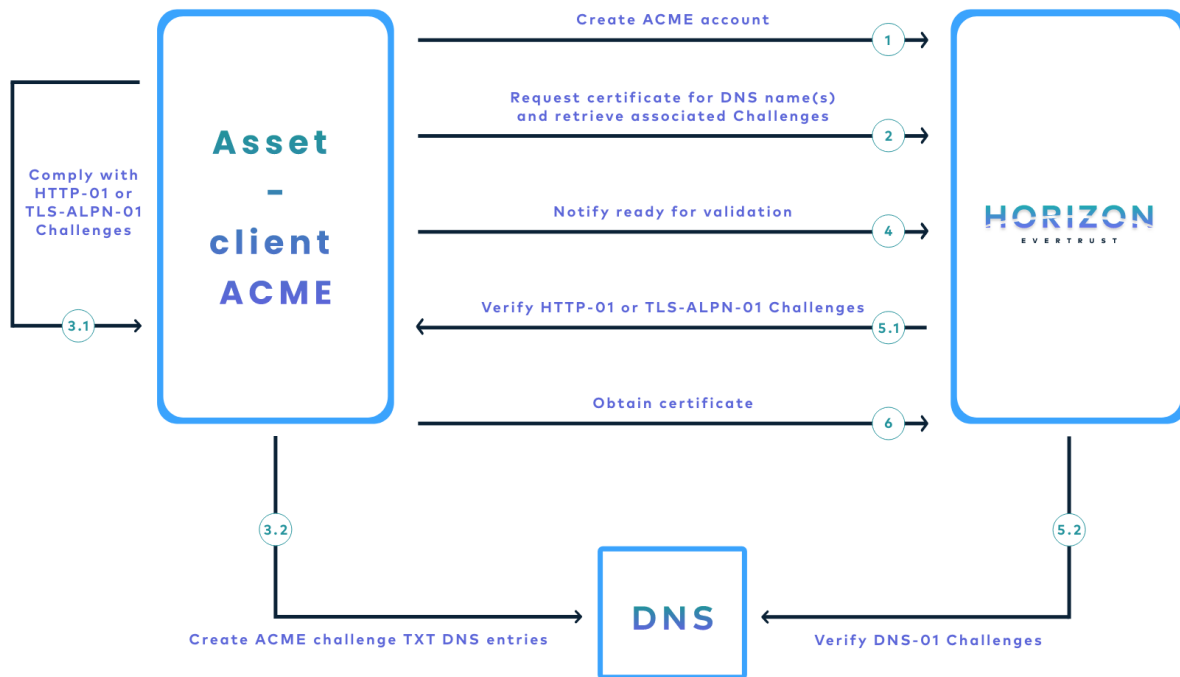 Create ACME account
1
Request certificate for DNS name(s)
and retrieve associated Challenges
2
Asset
-
client
ACME
Comply with
HTTP-01 or
TLS-ALPN-01
Challenges
3.1
Notify ready for validation
4
HORIZON
EVERTRUST
Verify HTTP-01 or TLS-ALPN-01 Challenges
5.1
Obtain certificate
6
3.2
5.2
DNS
Create ACME challenge TXT DNS entries
Verify DNS-01 Challenges